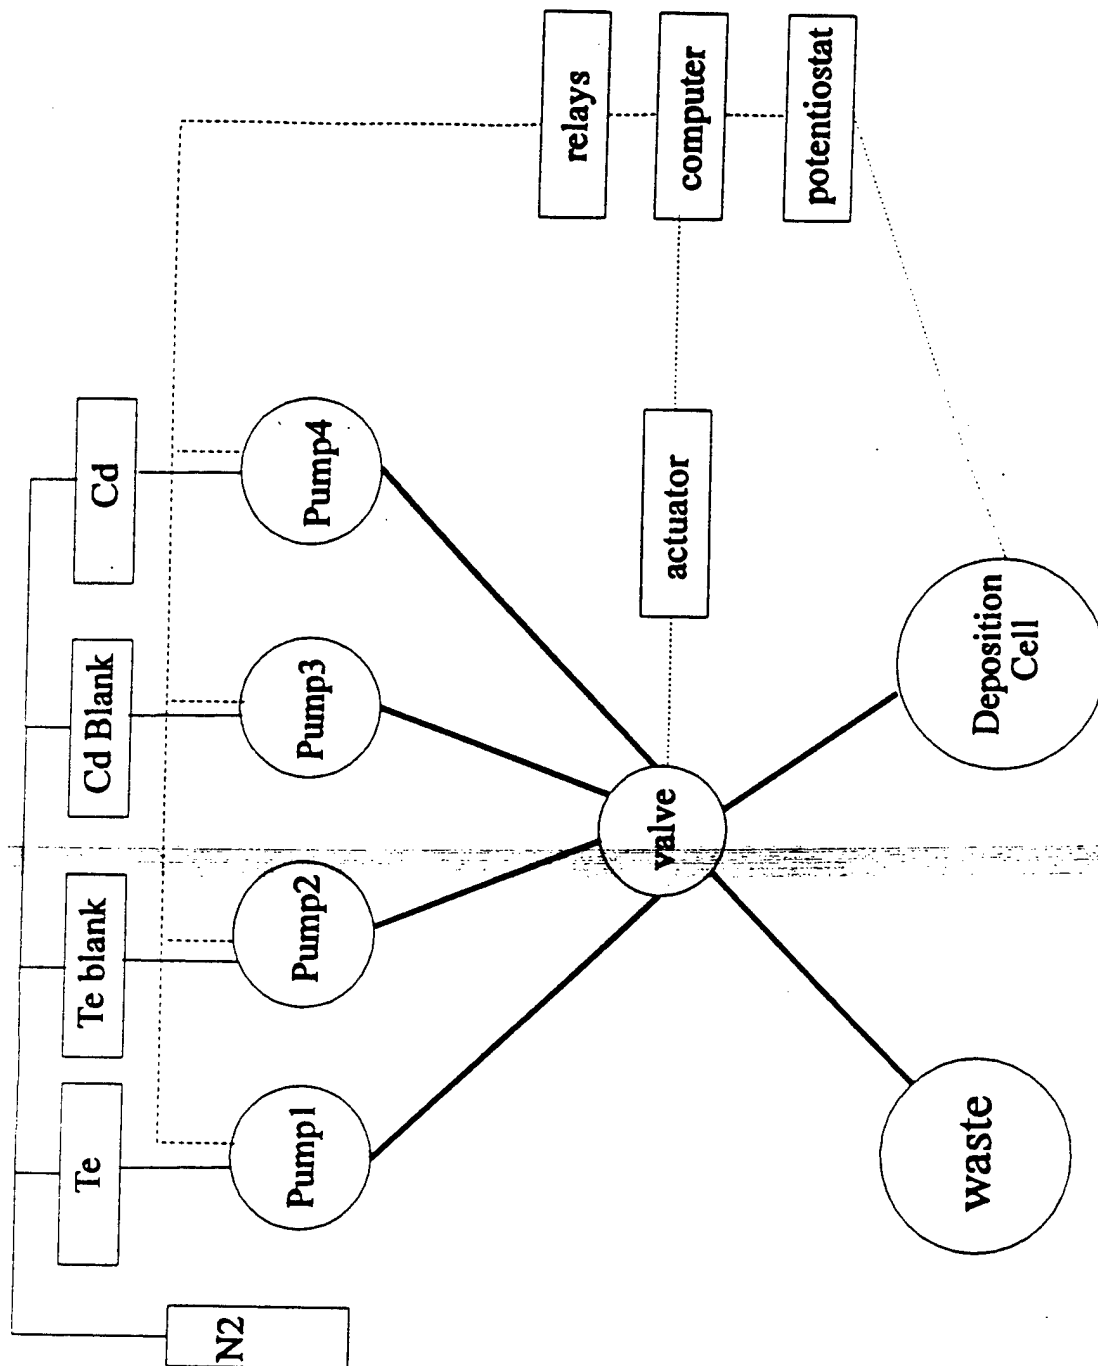 N2
Te
Te blank
Cd Blank
Cd
Pump1
Pump2
Pump3
Pump4
relays
computer
potentiostat
actuator
valve
waste
Deposition
Cell